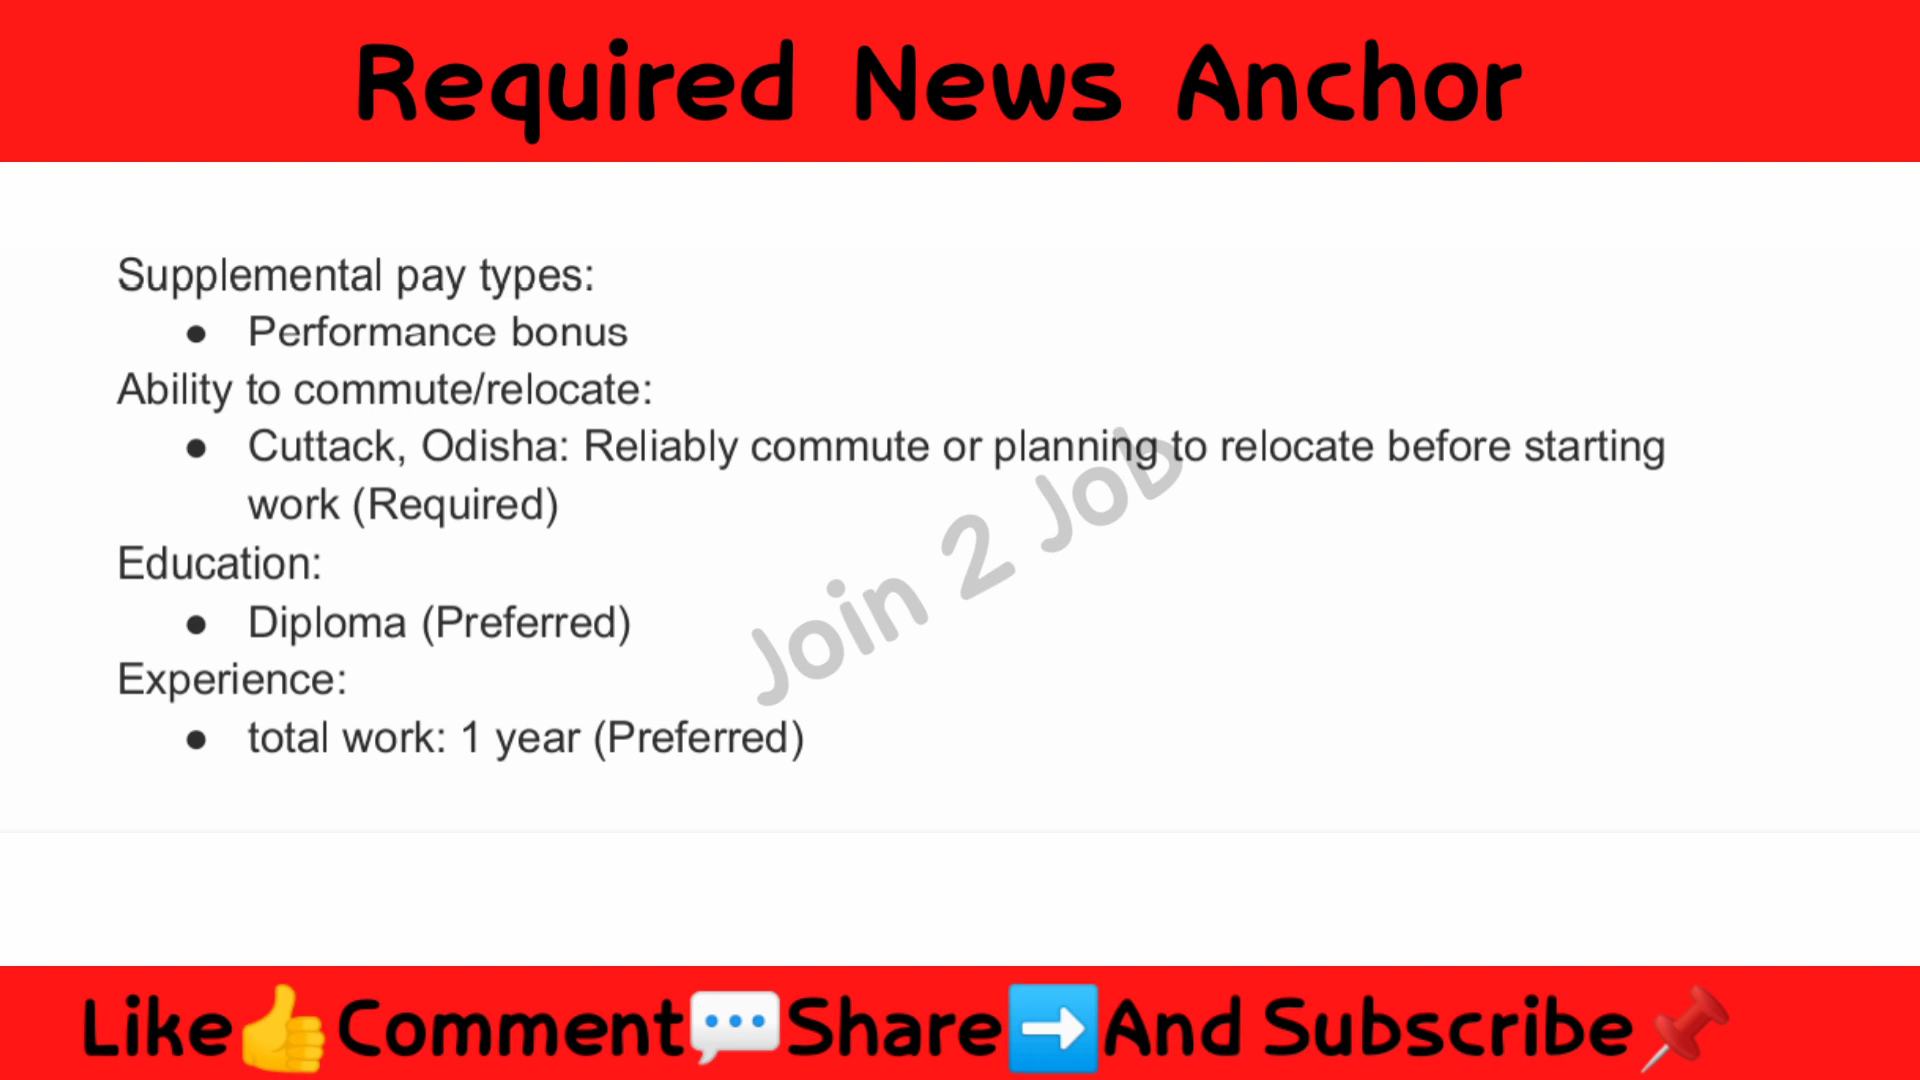 Required News Anchor
Supplemental pay types:
● Performance bonus
Ability to commute/relocate:
● Cuttack, Odisha: Reliably commute or planning to relocate before starting
work (Required)
Education:
● Diploma (Preferred)
Experience:
● total work: 1 year (Preferred)
Join 2 Job
Like👍Comment💬Share➡️And Subscribe📌